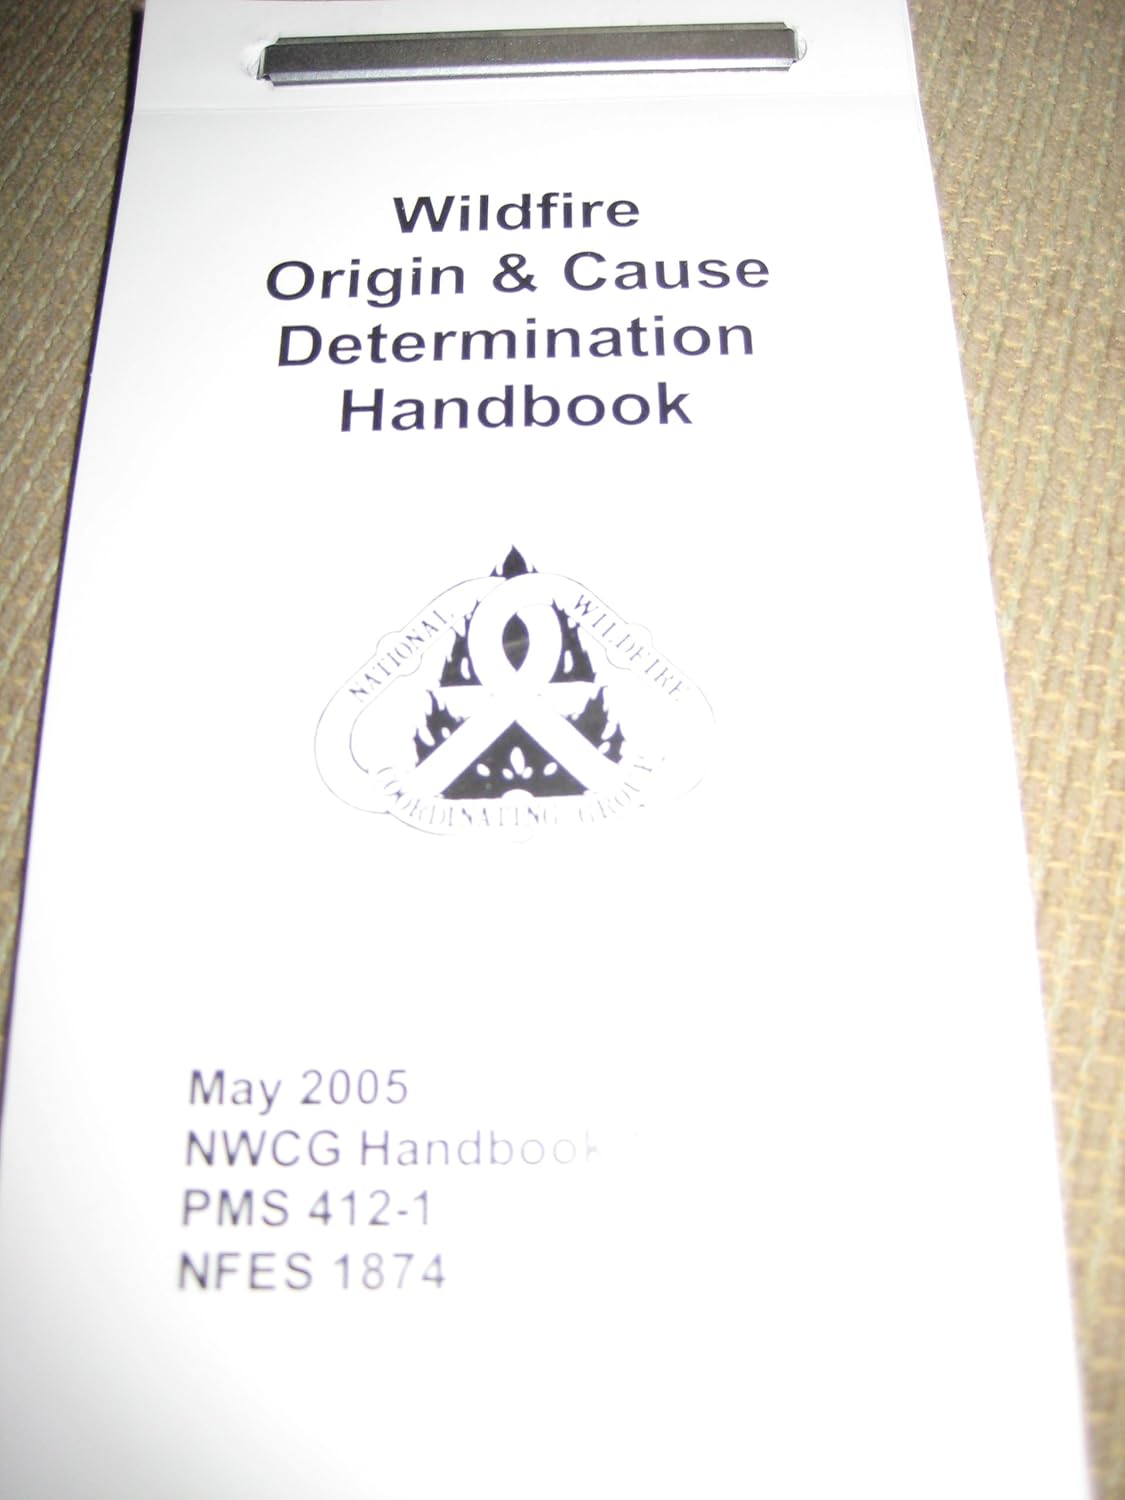 Wildfire
Origin & Cause
Determination
Handbook
NATIONAL WILDFIRE
COORDINATING GROUP
May 2005
NWCG Handbook
PMS 412-1
NFES 1874